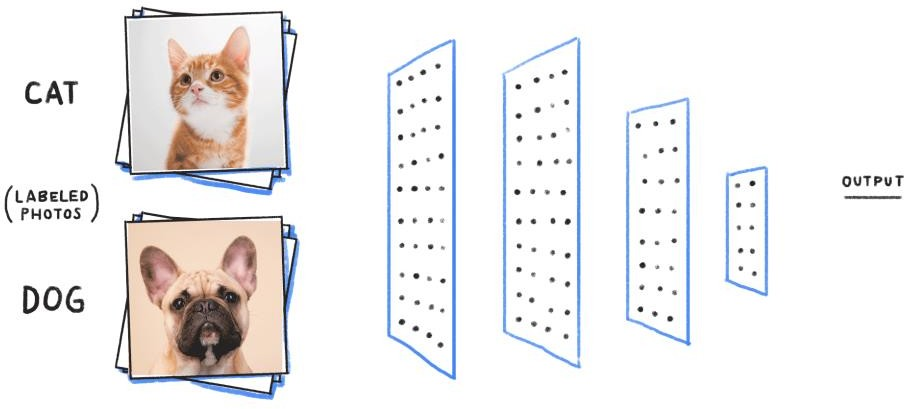 CAT
(LABELED
PHOTOS)
DOG
OUTPUT